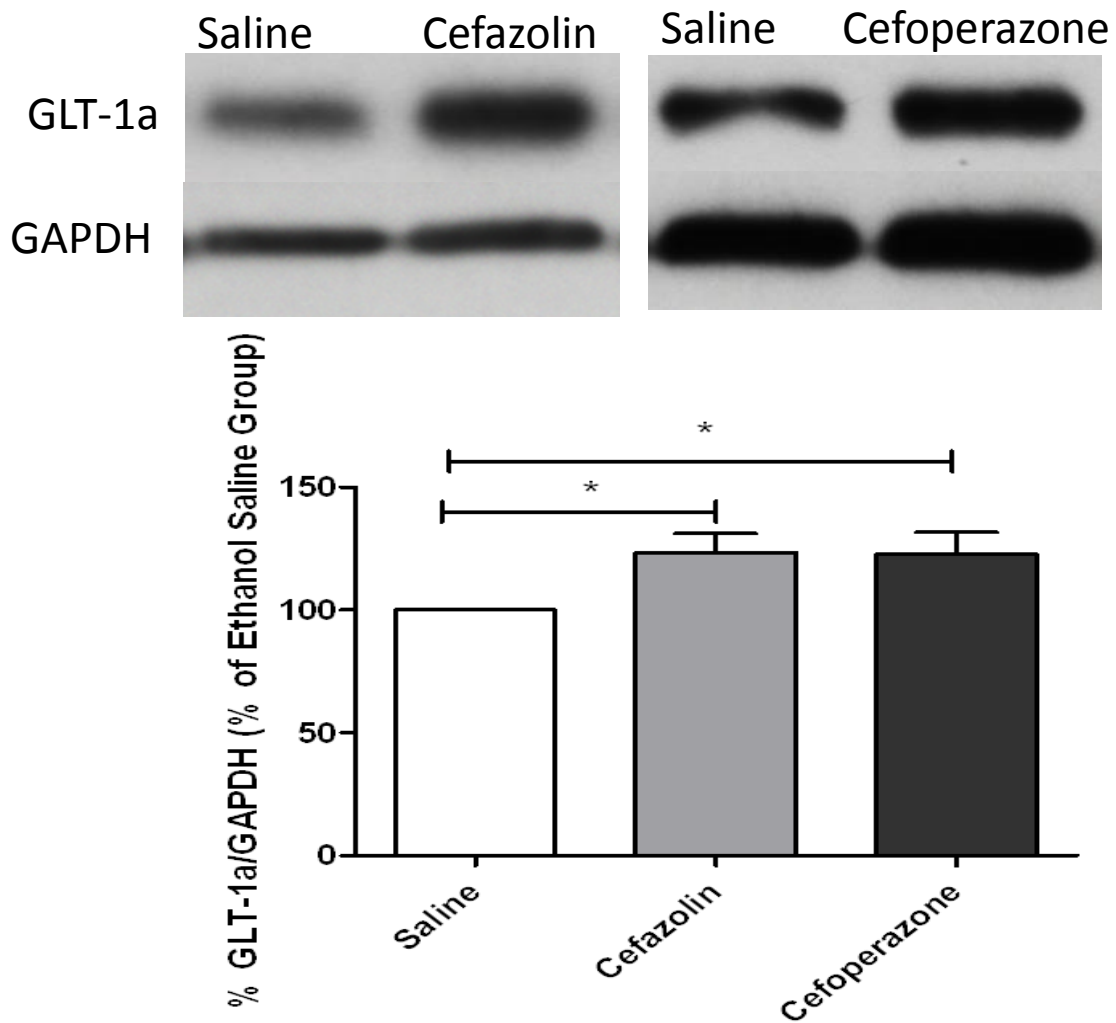 Saline Cefazolin Saline Cefoperazone
GLT-1a
GAPDH
% GLT-1a/GAPDH (% of Ethanol Saline Group)
*
*
150
100
50
0
Saline
Cefazolin
Cefoperazone